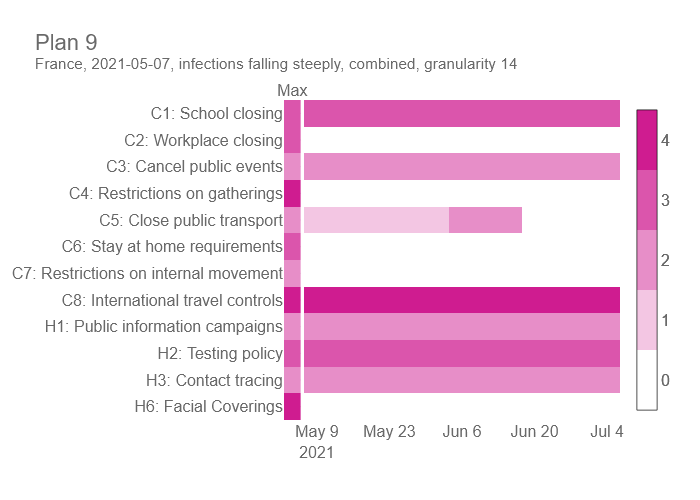 Plan 9
France, 2021-05-07, infections falling steeply, combined, granularity 14
Max
C1: School closing
C2: Workplace closing
C3: Cancel public events
C4: Restrictions on gatherings
C5: Close public transport
C6: Stay at home requirements
C7: Restrictions on internal movement
C8: International travel controls
H1: Public information campaigns
H2: Testing policy
H3: Contact tracing
H6: Facial Coverings
May 9 May 23 Jun 6 Jun 20 Jul 4
2021
4
3
2
1
0